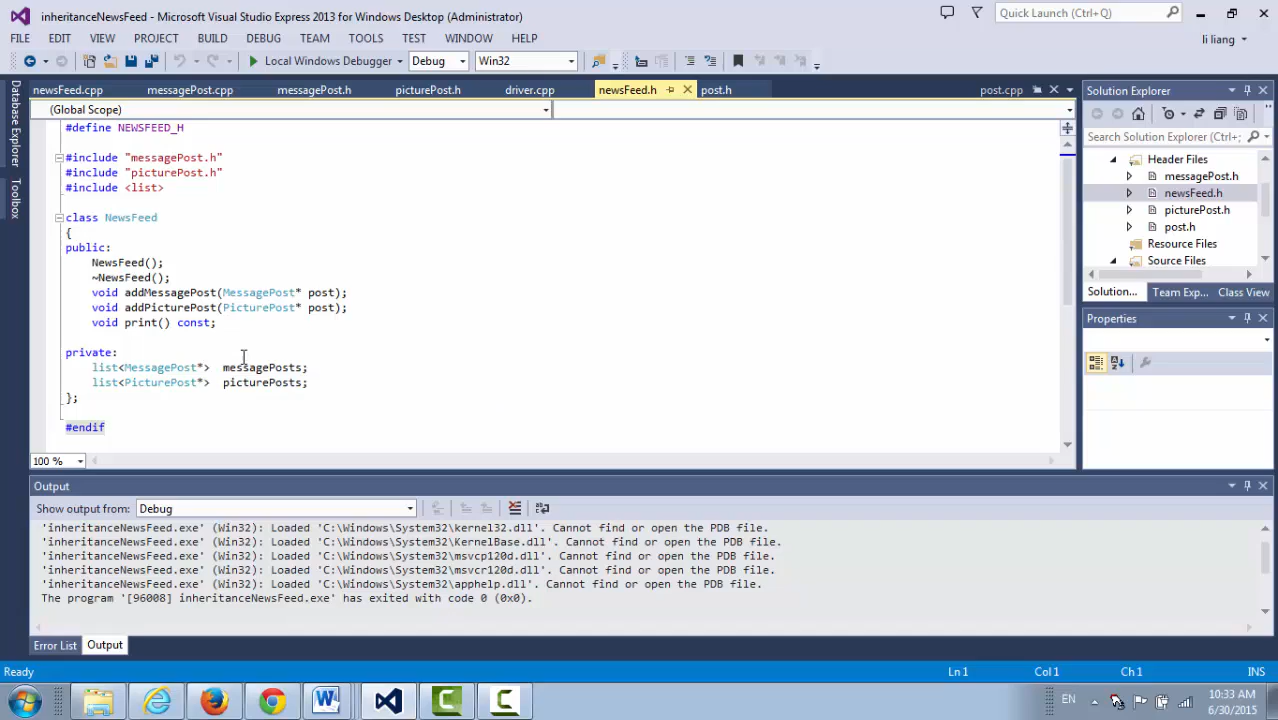 inheritanceNewsFeed - Microsoft Visual Studio Express 2013 for Windows Desktop (Administrator)
Quick Launch (Ctrl+Q)
FILE EDIT VIEW PROJECT BUILD DEBUG TEAM TOOLS TEST WINDOW HELP
li liang
Local Windows Debugger Debug Win32
Database Explorer
Toolbox
newsFeed.cpp messagePost.cpp messagePost.h picturePost.h driver.cpp newsFeed.h post.h post.cpp
(Global Scope)
#define NEWSFEED_H
#include "messagePost.h"
#include "picturePost.h"
#include <list>
class NewsFeed
{
public:
NewsFeed();
~NewsFeed();
void addMessagePost(MessagePost* post);
void addPicturePost(PicturePost* post);
void print() const;
private:
list<MessagePost*> messagePosts;
list<PicturePost*> picturePosts;
};
#endif
100 %
Solution Explorer
Search Solution Explorer (Ctrl+;
Header Files
messagePost.h
newsFeed.h
picturePost.h
post.h
Resource Files
Source Files
Solution... Team Exp... Class View
Properties
Output
Show output from: Debug
'inheritanceNewsFeed.exe' (Win32): Loaded 'C:\Windows\System32\kernel32.dll'. Cannot find or open the PDB file.
'inheritanceNewsFeed.exe' (Win32): Loaded 'C:\Windows\System32\KernelBase.dll'. Cannot find or open the PDB file.
'inheritanceNewsFeed.exe' (Win32): Loaded 'C:\Windows\System32\msvcp120d.dll'. Cannot find or open the PDB file.
'inheritanceNewsFeed.exe' (Win32): Loaded 'C:\Windows\System32\msvcr120d.dll'. Cannot find or open the PDB file.
'inheritanceNewsFeed.exe' (Win32): Loaded 'C:\Windows\System32\apphelp.dll'. Cannot find or open the PDB file.
The program '[96008] inheritanceNewsFeed.exe' has exited with code 0 (0x0).
Error List Output
Ready Ln 1 Col 1 Ch 1 INS
EN
10:33 AM
6/30/2015